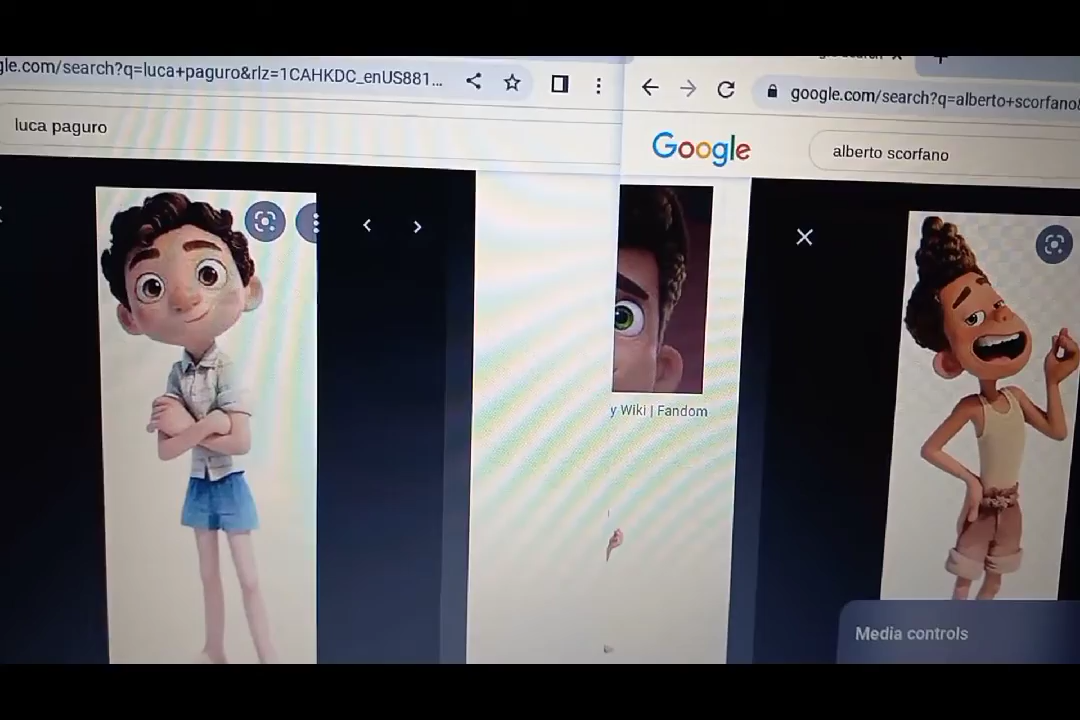 gle.com/search?q=luca+paguro&rlz=1CAHKDC_enUS881...
luca paguro
google.com/search?q=alberto+scorfano
Google
alberto scorfano
y Wiki | Fandom
Media controls